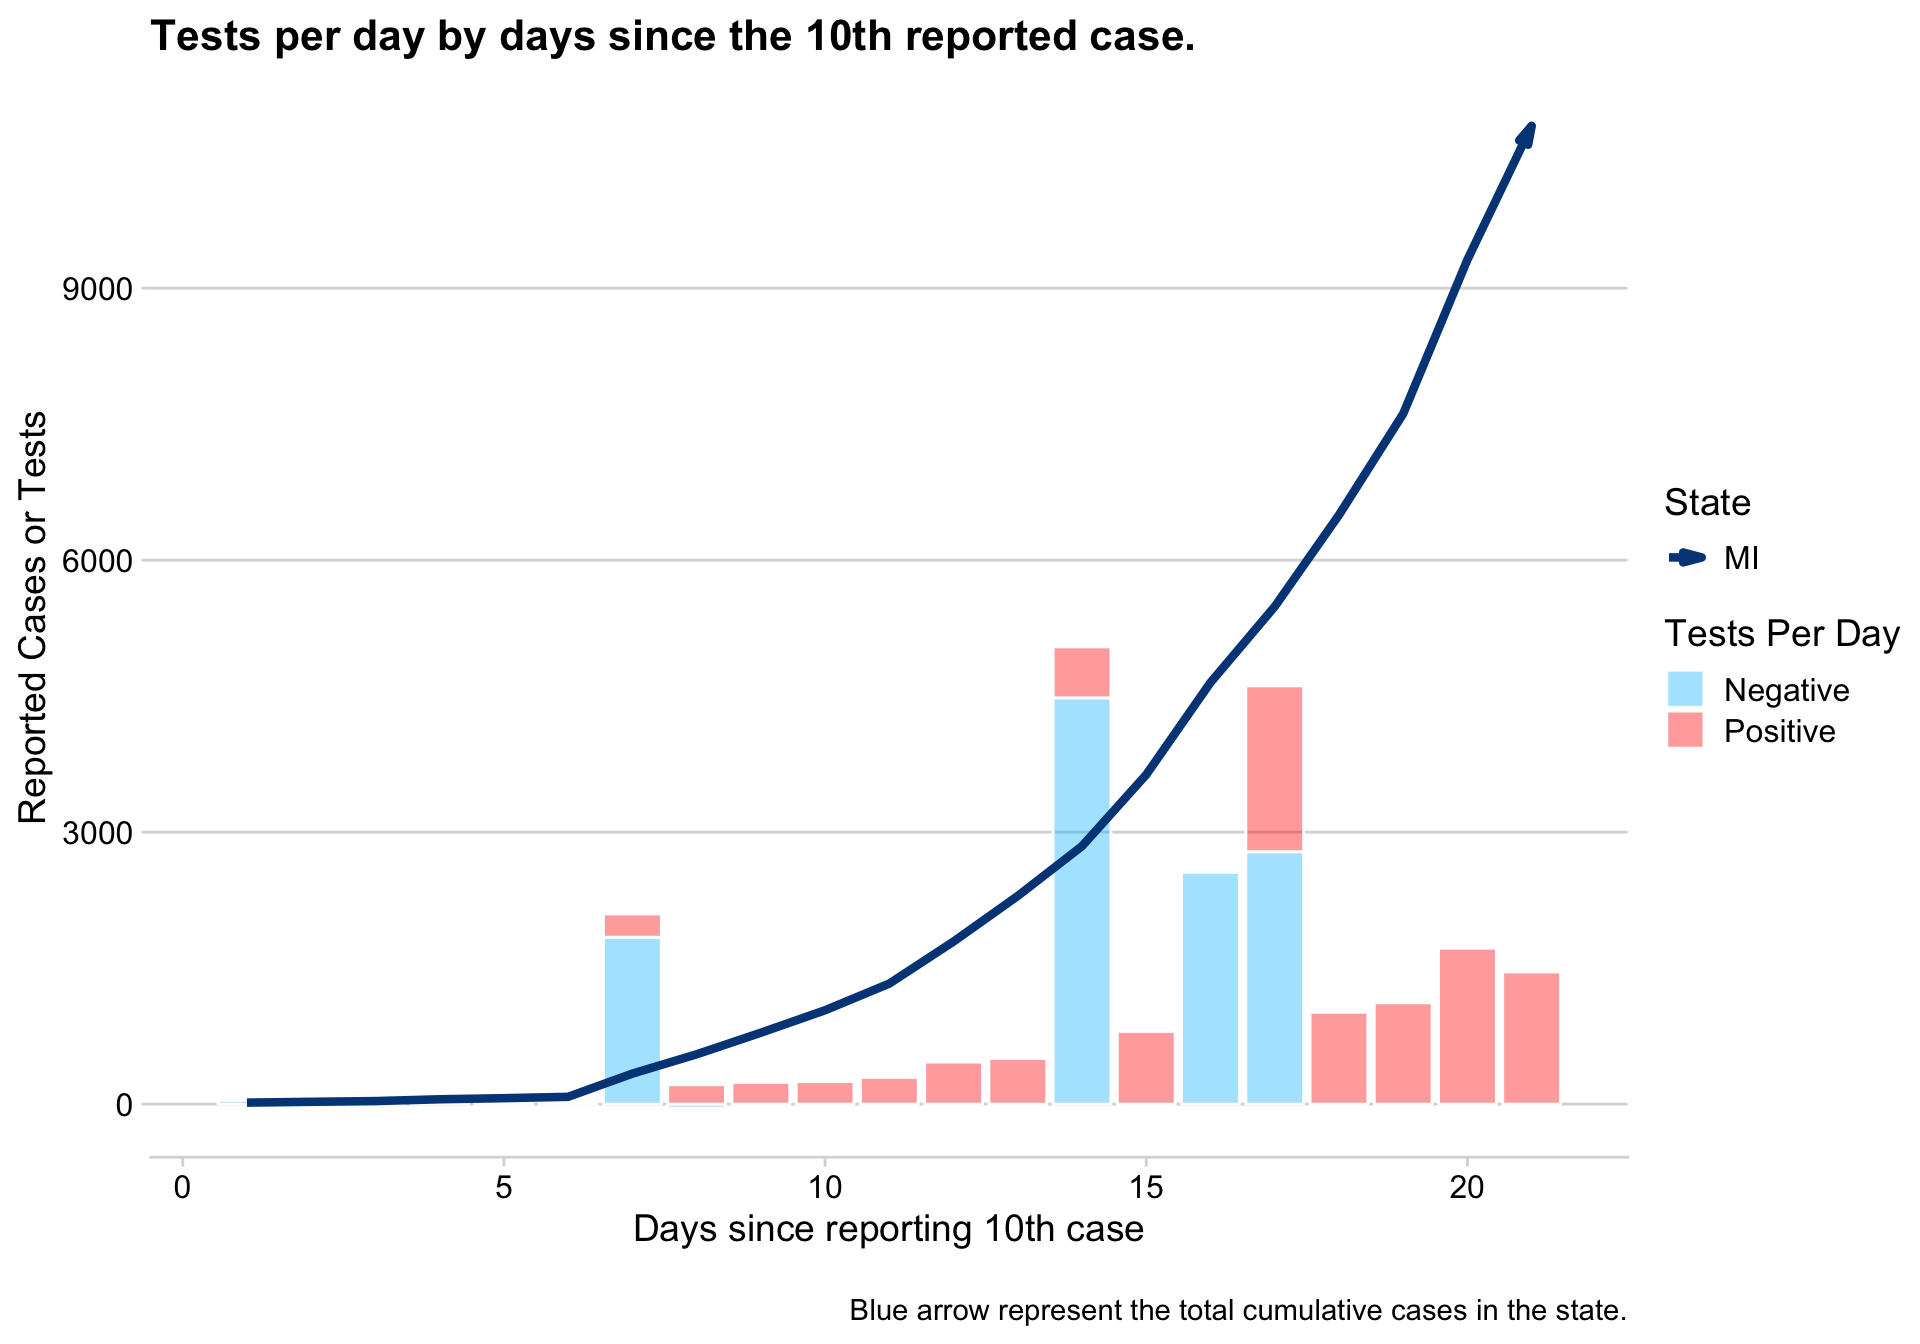 Tests per day by days since the 10th reported case.
Reported Cases or Tests
9000
6000
3000
0
0
5
10
15
20
Days since reporting 10th case
State
MI
Tests Per Day
Negative
Positive
Blue arrow represent the total cumulative cases in the state.